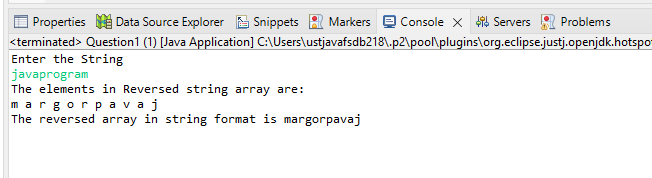 Properties Data Source Explorer Snippets Markers Console Servers Problems
<terminated> Question1 (1) [Java Application] C:\Users\ustjavafsdb218\.p2\pool\plugins\org.eclipse.justj.openjdk.hotspo
Enter the String
javaprogram
The elements in Reversed string array are:
m a r g o r p a v a j
The reversed array in string format is margorpavaj